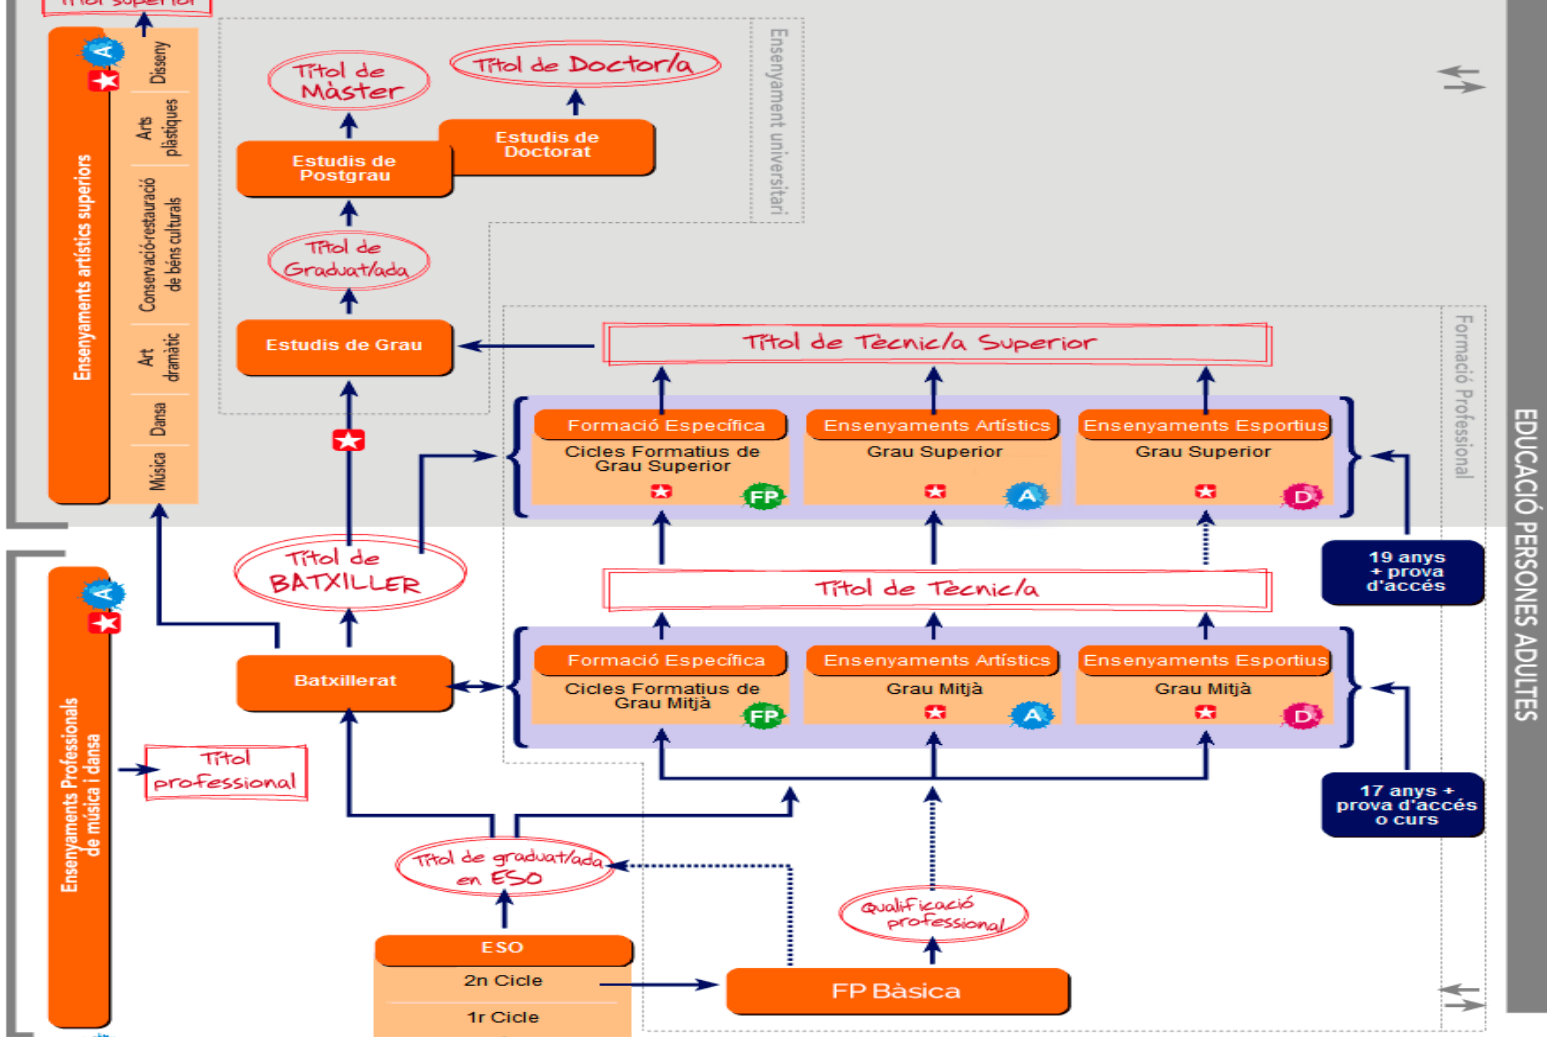 Títol superior
Ensenyaments artístics superiors
A
Disseny
Arts
plàstiques
Conservació-restauració
de béns culturals
Art
dramàtic
Dansa
Música
Ensenyament universitari
Títol de
Màster
Títol de Doctor/a
Estudis de
Doctorat
Estudis de
Postgrau
Títol de
Graduat/ada
Estudis de Grau
Títol de Tècnic/a Superior
Formació Professional
Formació Específica
Cicles Formatius de
Grau Superior
FP
Ensenyaments Artístics
Grau Superior
A
Ensenyaments Esportius
Grau Superior
D
19 anys
+ prova
d'accés
EDUCACIÓ PERSONES ADULTES
Títol de
BATXILLER
Títol de Tècnic/a
Batxillerat
Formació Específica
Cicles Formatius de
Grau Mitjà
FP
Ensenyaments Artístics
Grau Mitjà
A
Ensenyaments Esportius
Grau Mitjà
D
17 anys +
prova d'accés
o curs
Ensenyaments Professionals
de música i dansa
A
Títol
professional
Títol de graduat/ada
en ESO
Qualificació
professional
ESO
2n Cicle
1r Cicle
FP Bàsica